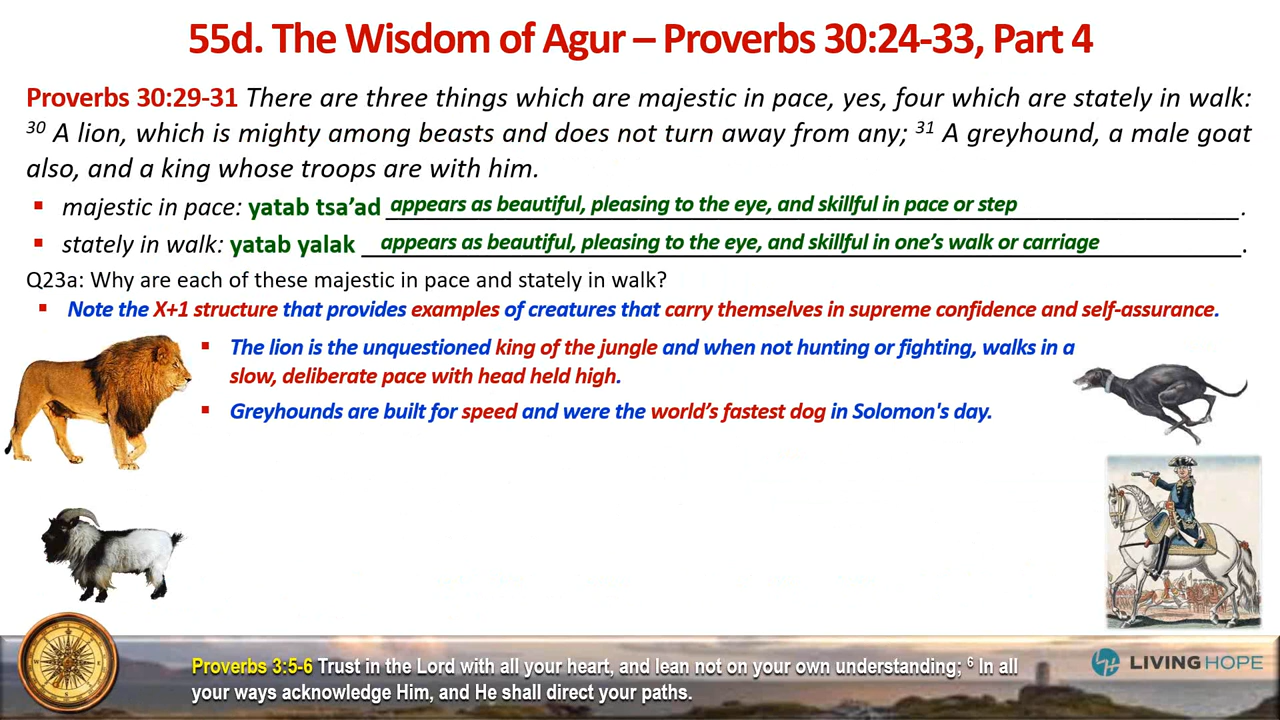 55d. The Wisdom of Agur – Proverbs 30:24-33, Part 4
Proverbs 30:29-31 There are three things which are majestic in pace, yes, four which are stately in walk:
30 A lion, which is mighty among beasts and does not turn away from any; 31 A greyhound, a male goat
also, and a king whose troops are with him.
▪ majestic in pace: yatab tsa’ad appears as beautiful, pleasing to the eye, and skillful in pace or step.
▪ stately in walk: yatab yalak appears as beautiful, pleasing to the eye, and skillful in one’s walk or carriage.
Q23a: Why are each of these majestic in pace and stately in walk?
▪ Note the X+1 structure that provides examples of creatures that carry themselves in supreme confidence and self-assurance.
▪ The lion is the unquestioned king of the jungle and when not hunting or fighting, walks in a
slow, deliberate pace with head held high.
▪ Greyhounds are built for speed and were the world’s fastest dog in Solomon's day.
Proverbs 3:5-6 Trust in the Lord with all your heart, and lean not on your own understanding; 6 In all
your ways acknowledge Him, and He shall direct your paths.
LIVING HOPE